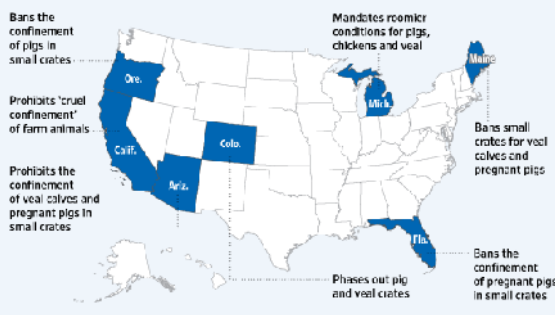 Bans the
confinement
of pigs in
small crates
Prohibits 'cruel
confinement'
of farm animals
Prohibits the
confinement
of veal calves and
pregnant pigs in
small crates
Mandates roomier
conditions for pigs,
chickens and veal
Ore.
Calif.
Ariz.
Colo.
Mich.
Maine
Fla.
Bans small
crates for veal
calves and
pregnant pigs
Bans the
confinement
of pregnant pigs
in small crates
Phases out pig
and veal crates